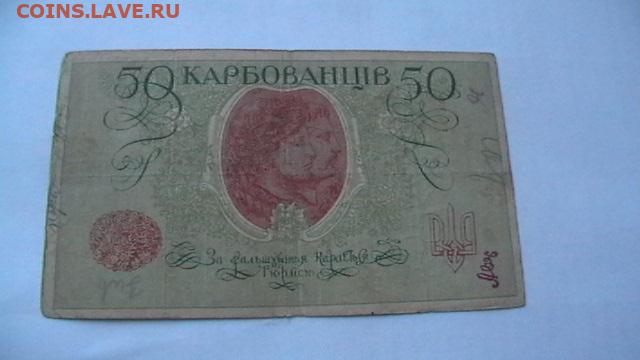 COINS.LAVE.RU
50 КАРБОВАНЦІВ 50
За фальшування карається
Тюрмою